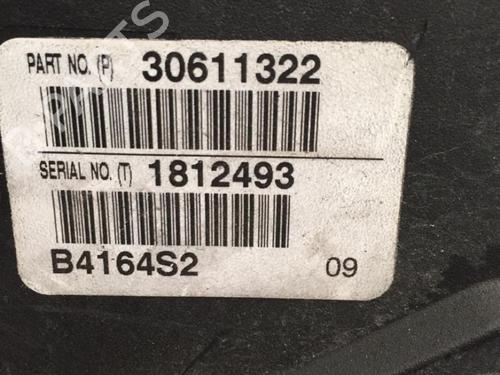 PART NO. (P) 30611322
SERIAL NO. (T) 1812493
B4164S2 09